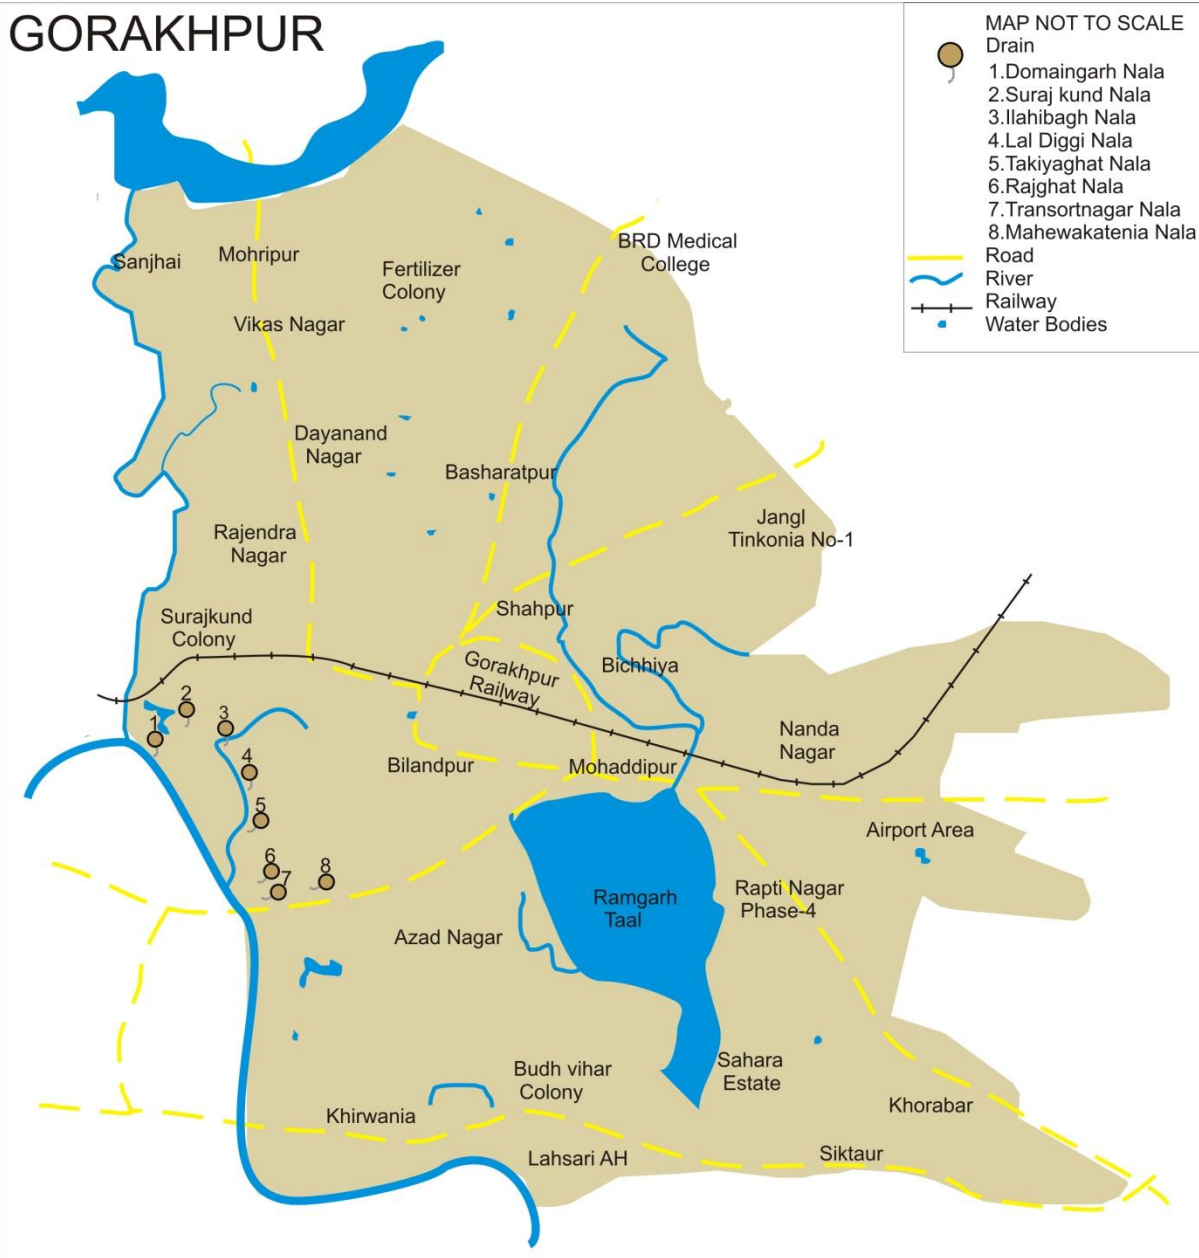 GORAKHPUR
MAP NOT TO SCALE
Drain
1.Domaingarh Nala
2.Suraj kund Nala
3.Ilahibagh Nala
4.Lal Diggi Nala
5.Takiyaghat Nala
6.Rajghat Nala
7.Transortnagar Nala
8.Mahewakatenia Nala
Road
River
Railway
Water Bodies
Sanjhai
Mohripur
Fertilizer
Colony
BRD Medical
College
Vikas Nagar
Dayanand
Nagar
Basharatpur
Jangl
Tinkonia No-1
Rajendra
Nagar
Shahpur
Surajkund
Colony
Gorakhpur
Railway
Bichhiya
2
1
3
4
5
6
7
8
Nanda
Nagar
Bilandpur
Mohaddipur
Airport Area
Ramgarh
Taal
Rapti Nagar
Phase-4
Azad Nagar
Budh vihar
Colony
Sahara
Estate
Khirwania
Khorabar
Lahsari AH
Siktaur